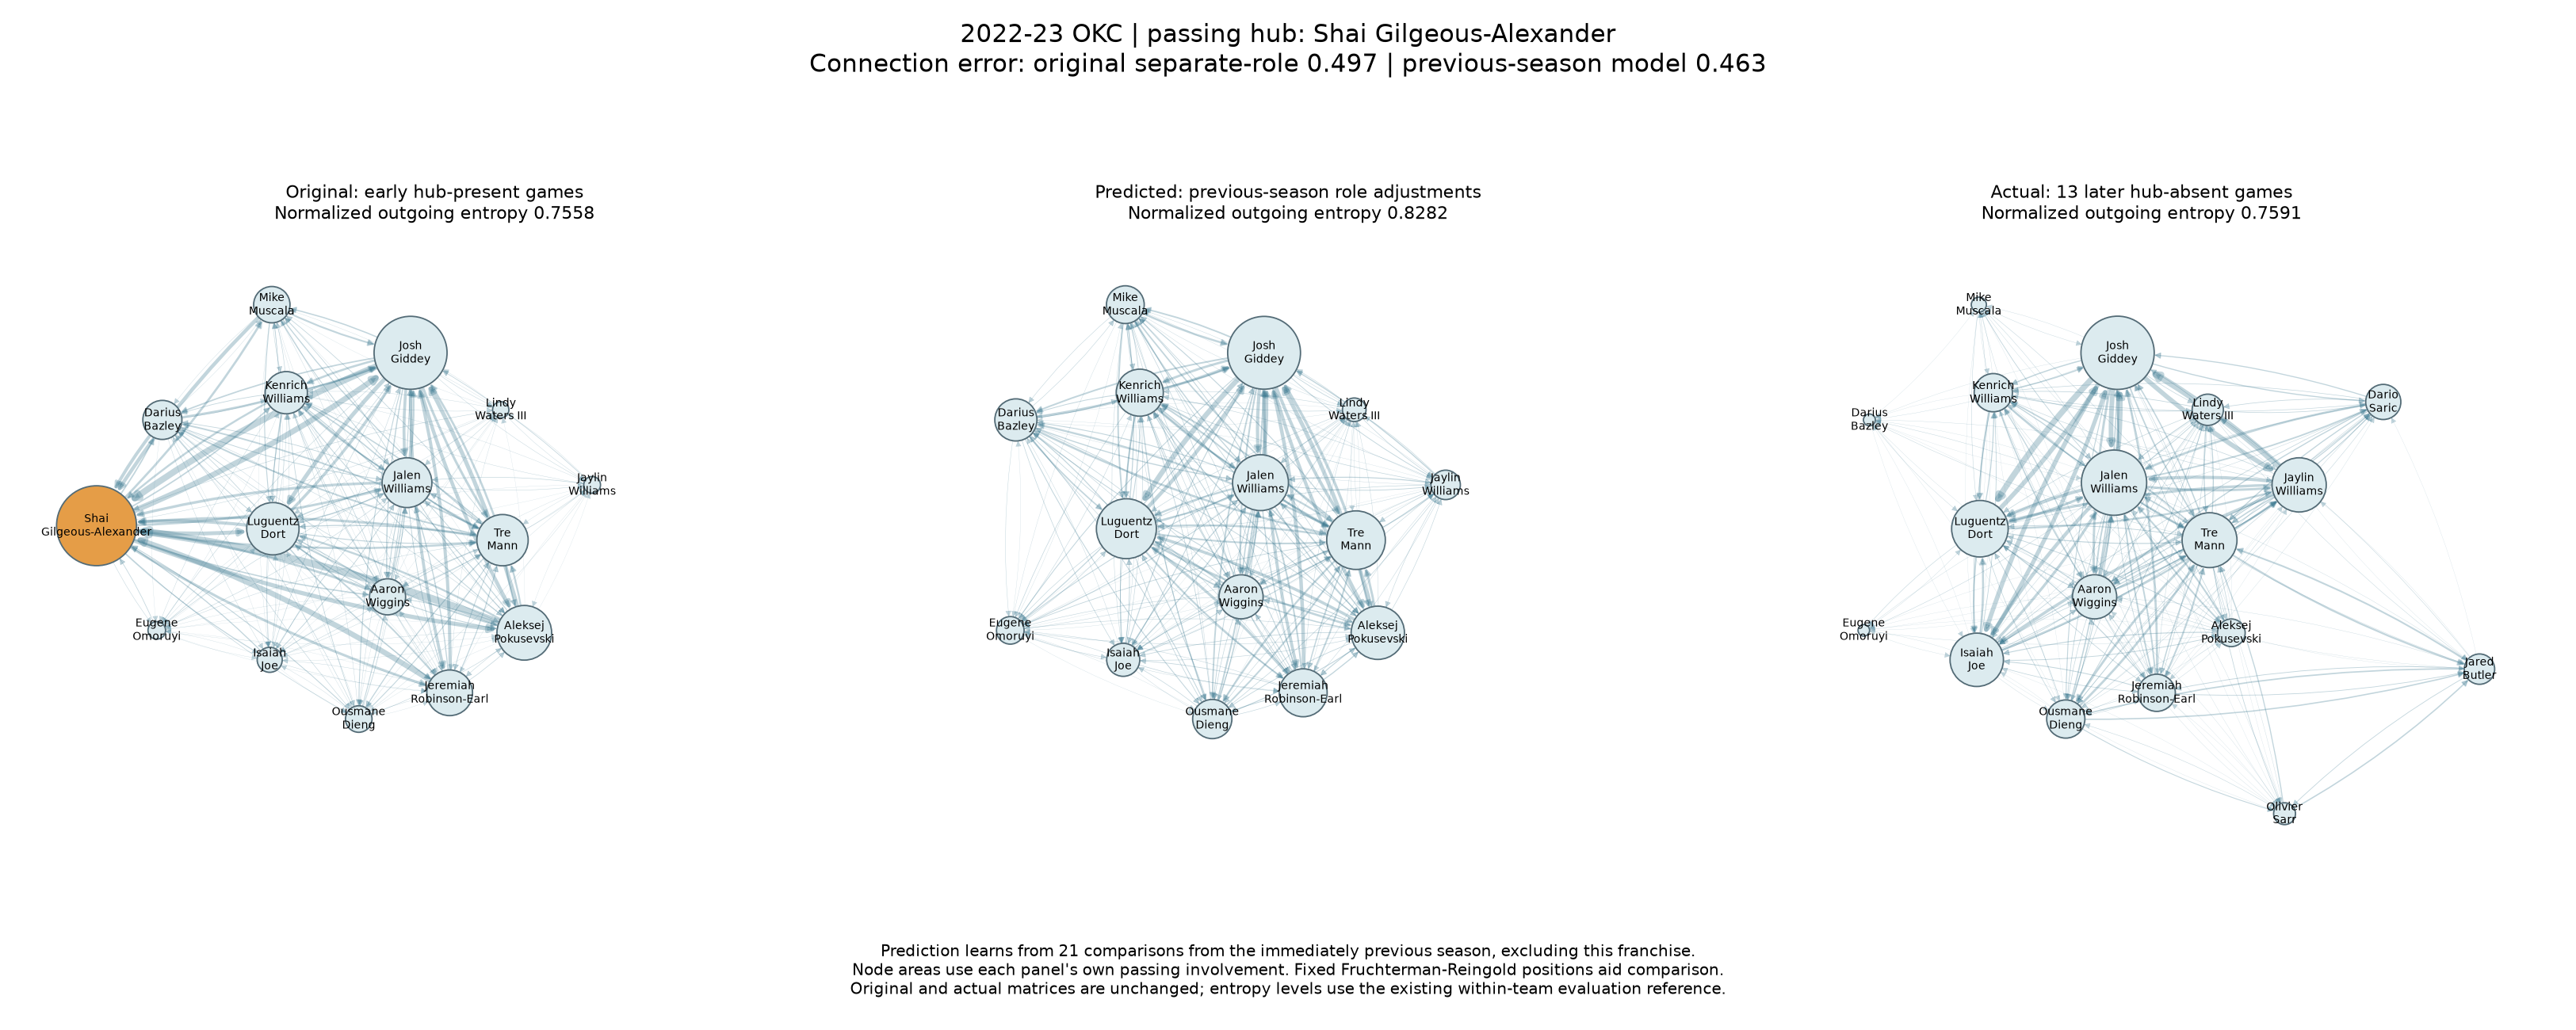 2022-23 OKC | passing hub: Shai Gilgeous-Alexander
Connection error: original separate-role 0.497 | previous-season model 0.463
Original: early hub-present games
Normalized outgoing entropy 0.7558
Mike
Muscala
Josh
Giddey
Kenrich
Williams
Lindy
Waters III
Darius
Bazley
Jalen
Williams
Jaylin
Williams
Shai
Gilgeous-Alexander
Luguentz
Dort
Tre
Mann
Aaron
Wiggins
Eugene
Omoruyi
Aleksej
Pokusevski
Isaiah
Joe
Jeremiah
Robinson-Earl
Ousmane
Dieng
Predicted: previous-season role adjustments
Normalized outgoing entropy 0.8282
Mike
Muscala
Josh
Giddey
Kenrich
Williams
Lindy
Waters III
Darius
Bazley
Jalen
Williams
Jaylin
Williams
Luguentz
Dort
Tre
Mann
Aaron
Wiggins
Eugene
Omoruyi
Aleksej
Pokusevski
Isaiah
Joe
Jeremiah
Robinson-Earl
Ousmane
Dieng
Actual: 13 later hub-absent games
Normalized outgoing entropy 0.7591
Mike
Muscala
Josh
Giddey
Kenrich
Williams
Dario
Saric
Lindy
Waters III
Darius
Bazley
Jalen
Williams
Jaylin
Williams
Luguentz
Dort
Tre
Mann
Aaron
Wiggins
Eugene
Omoruyi
Aleksej
Pokusevski
Isaiah
Joe
Jared
Butler
Jeremiah
Robinson-Earl
Ousmane
Dieng
Olivier
Sarr
Prediction learns from 21 comparisons from the immediately previous season, excluding this franchise.
Node areas use each panel's own passing involvement. Fixed Fruchterman-Reingold positions aid comparison.
Original and actual matrices are unchanged; entropy levels use the existing within-team evaluation reference.